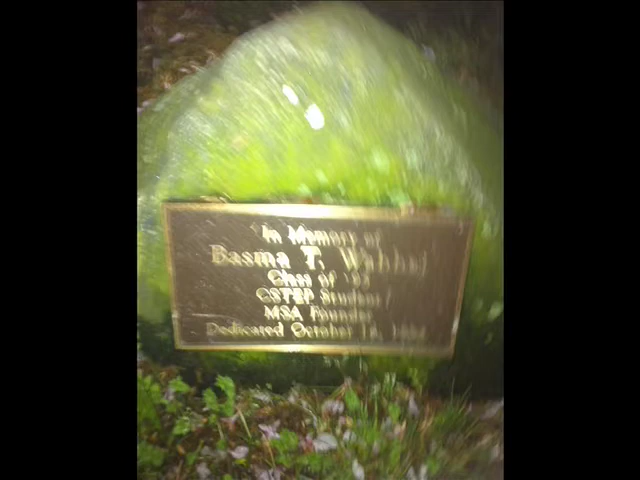 In Memory of
Basma T.
Class of
CSTEP Student
MSA Founder
Dedicated October